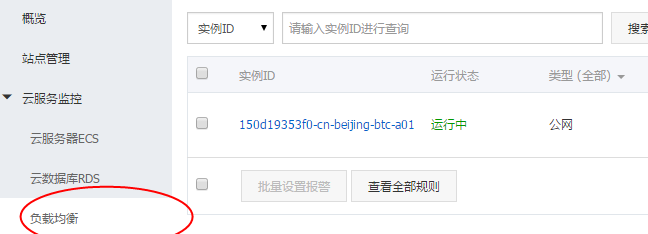 概览
站点管理
云服务监控
云服务器ECS
云数据库RDS
负载均衡
实例ID 请输入实例ID进行查询 搜索
实例ID 运行状态 类型 (全部)
150d19353f0-cn-beijing-btc-a01 运行中 公网
批量设置报警 查看全部规则